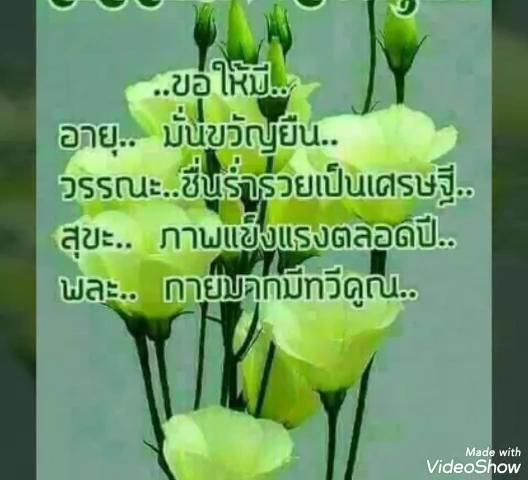 ..ขอให้มี..
อายุ.. มั่นขวัญยืน..
วรรณะ..ชื่นร่ำรวยเป็นเศรษฐี..
สุขะ.. ภาพแข็งแรงตลอดปี..
พละ.. กายมากมีทวีคูณ..
Made with
VideoShow